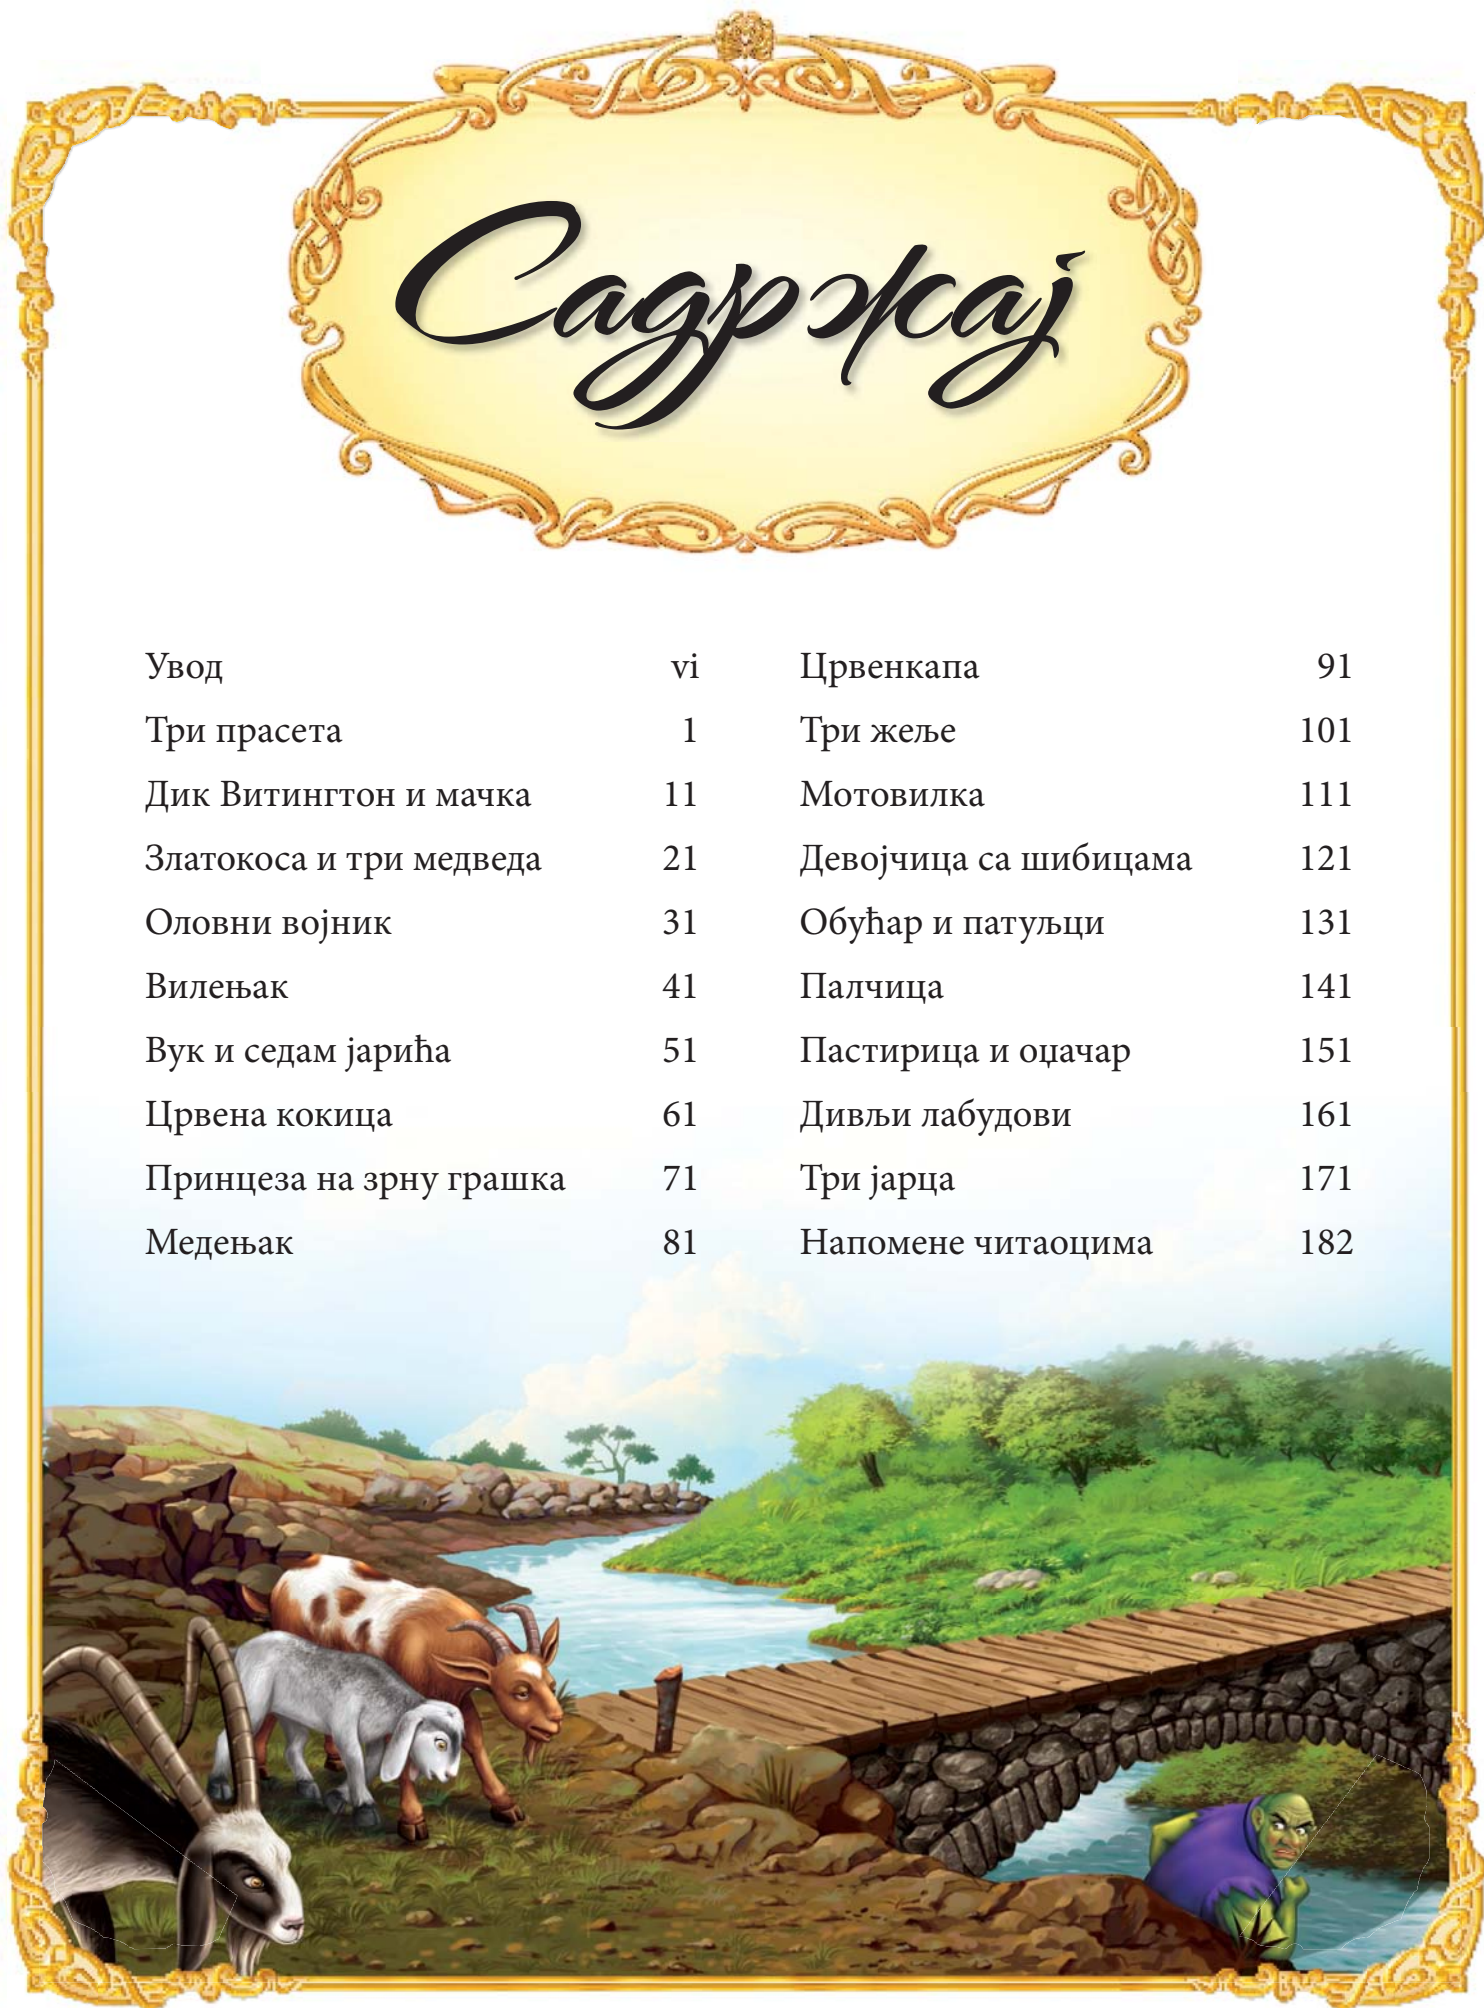 Садржај
Увод vi
Три прасета 1
Дик Витингтон и мачка 11
Златокоса и три медведа 21
Оловни војник 31
Вилењак 41
Вук и седам јарића 51
Црвена кокица 61
Принцеза на зрну грашка 71
Медењак 81
Црвенкапа 91
Три жеље 101
Мотовилка 111
Девојчица са шибицама 121
Обућар и патуљци 131
Палчица 141
Пастирица и оџачар 151
Дивљи лабудови 161
Три јарца 171
Напомене читаоцима 182